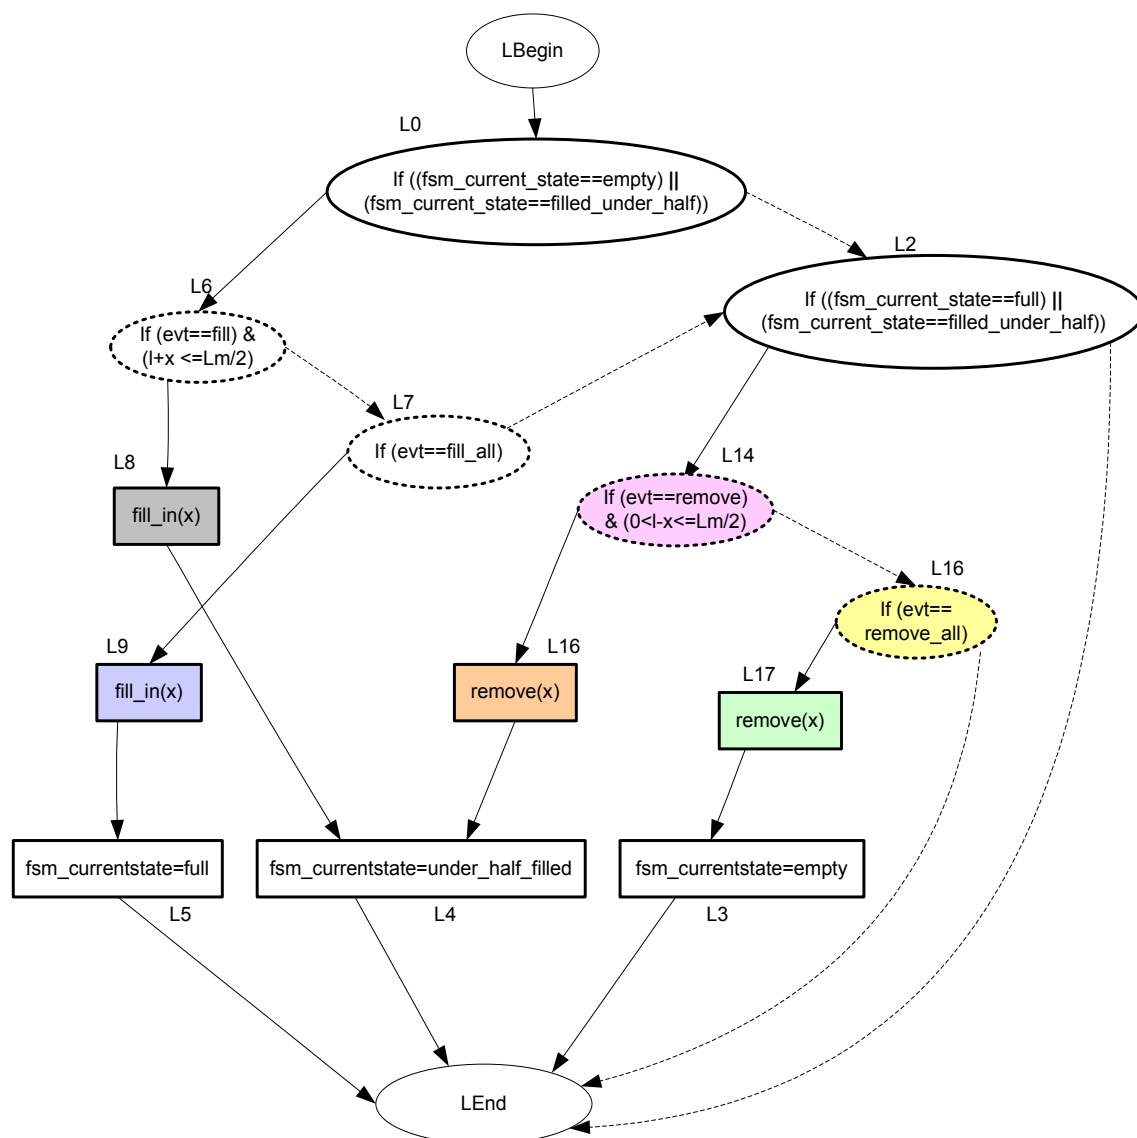 LBegin
L0
If ((fsm_current_state==empty) ||
(fsm_current_state==filled_under_half))
L2
If ((fsm_current_state==full) ||
(fsm_current_state==filled_under_half))
L6
If (evt==fill) &
(l+x <=Lm/2)
L7
If (evt==fill_all)
L8
fill_in(x)
L14
If (evt==remove)
& (0<l-x<=Lm/2)
L16
If (evt==
remove_all)
L9
fill_in(x)
L16
remove(x)
L17
remove(x)
fsm_currentstate=full
L5
fsm_currentstate=under_half_filled
L4
fsm_currentstate=empty
L3
LEnd